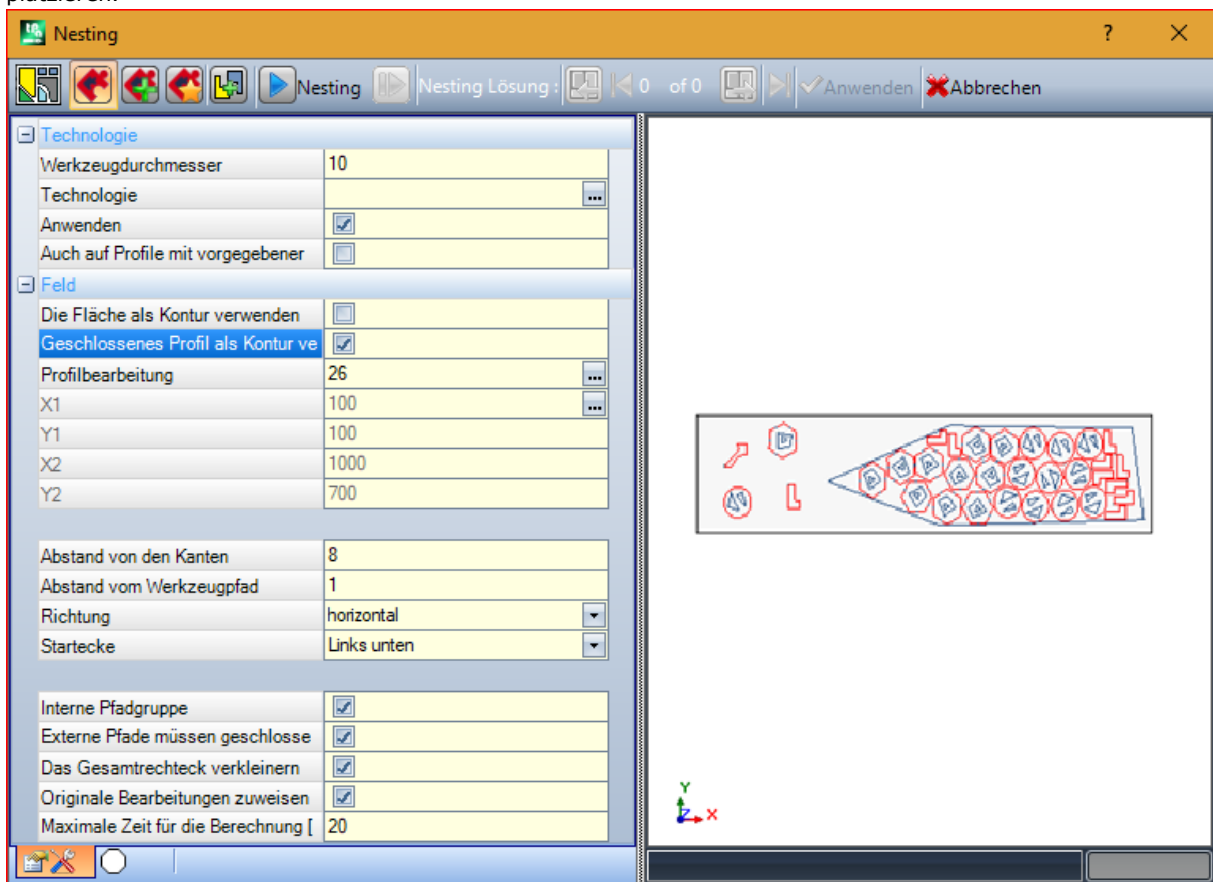 Nesting ?
Nesting Nesting Lösung : 0 of 0 Anwenden Abbrechen
Technologie
Werkzeugdurchmesser 10
Technologie ...
Anwenden
Auch auf Profile mit vorgegebener
Feld
Die Fläche als Kontur verwenden
Geschlossenes Profil als Kontur ve
Profilbearbeitung 26 ...
X1 100 ...
Y1 100
X2 1000
Y2 700
Abstand von den Kanten 8
Abstand vom Werkzeugpfad 1
Richtung horizontal
Startecke Links unten
Interne Pfadgruppe
Externe Pfade müssen geschlosse
Das Gesamtrechteck verkleinern
Originale Bearbeitungen zuweisen
Maximale Zeit für die Berechnung [ 20
Y
Z X